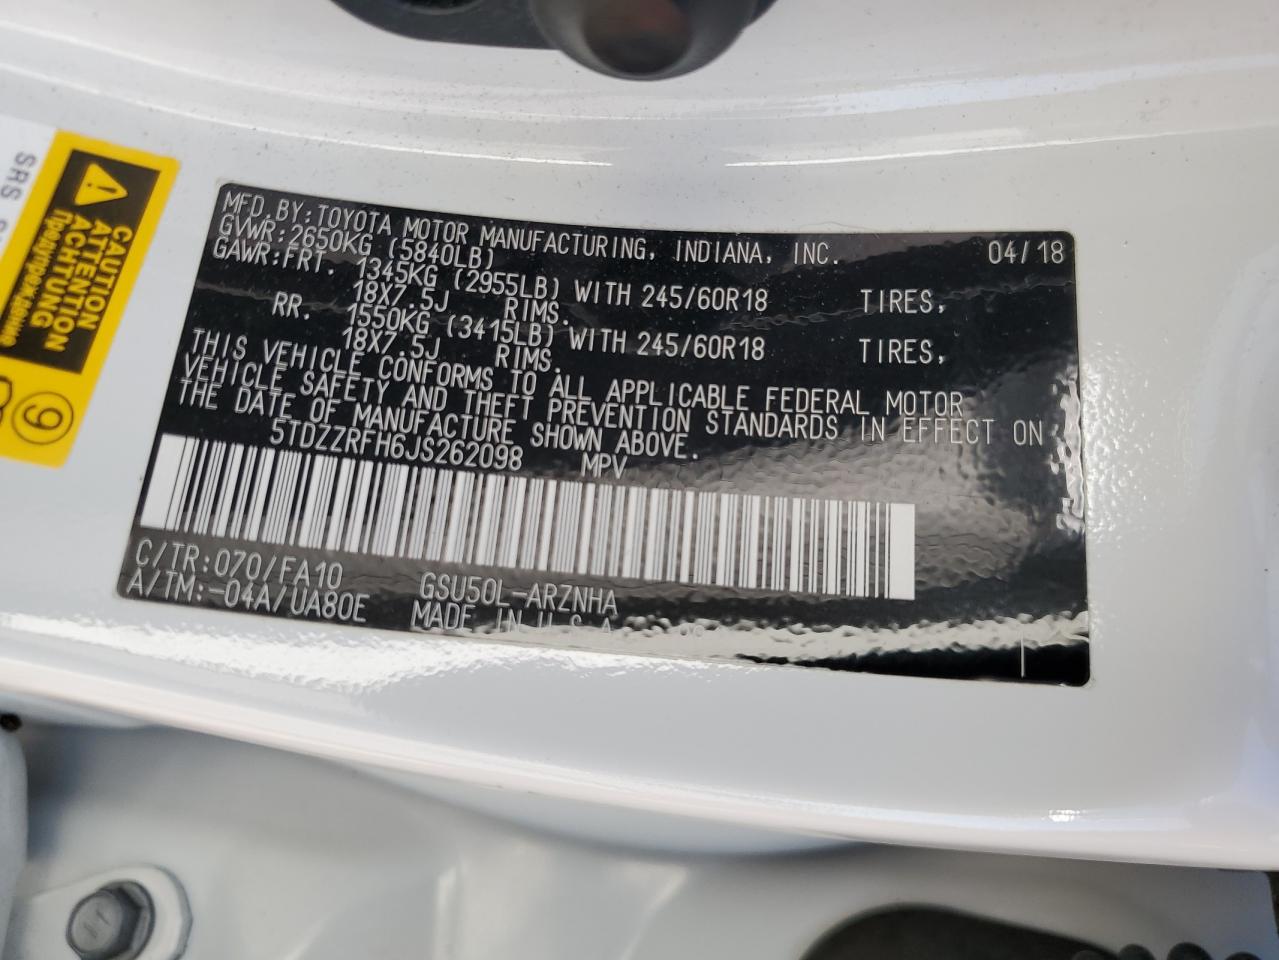 MFD.BY:TOYOTA MOTOR MANUFACTURING, INDIANA, INC. 04/18
GVWR:2650KG (5840LB)
GAWR:FRT. 1345KG (2955LB) WITH 245/60R18 TIRES,
18X7.5J RIMS.
RR. 1550KG (3415LB) WITH 245/60R18 TIRES,
18X7.5J RIMS.
THIS VEHICLE CONFORMS TO ALL APPLICABLE FEDERAL MOTOR
VEHICLE SAFETY AND THEFT PREVENTION STANDARDS IN EFFECT ON
THE DATE OF MANUFACTURE SHOWN ABOVE.
5TDZZRFH6JS262098 MPV
C/TR:070/FA10 GSU50L-ARZNHA
A/TM:-04A/UA80E MADE IN U.S.A.
CAUTION
ATTENTION
ACHTUNG
Предупреждение
9
SRS